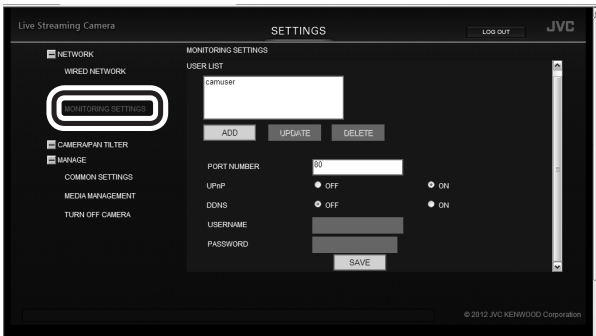 Live Streaming Camera
SETTINGS
LOG OUT
JVC
NETWORK
WIRED NETWORK
MONITORING SETTINGS
CAMERA/PAN TILTER
MANAGE
COMMON SETTINGS
MEDIA MANAGEMENT
TURN OFF CAMERA
MONITORING SETTINGS
USER LIST
camuser
ADD UPDATE DELETE
PORT NUMBER 80
UPnP OFF ON
DDNS OFF ON
USERNAME
PASSWORD
SAVE
© 2012 JVC KENWOOD Corporation